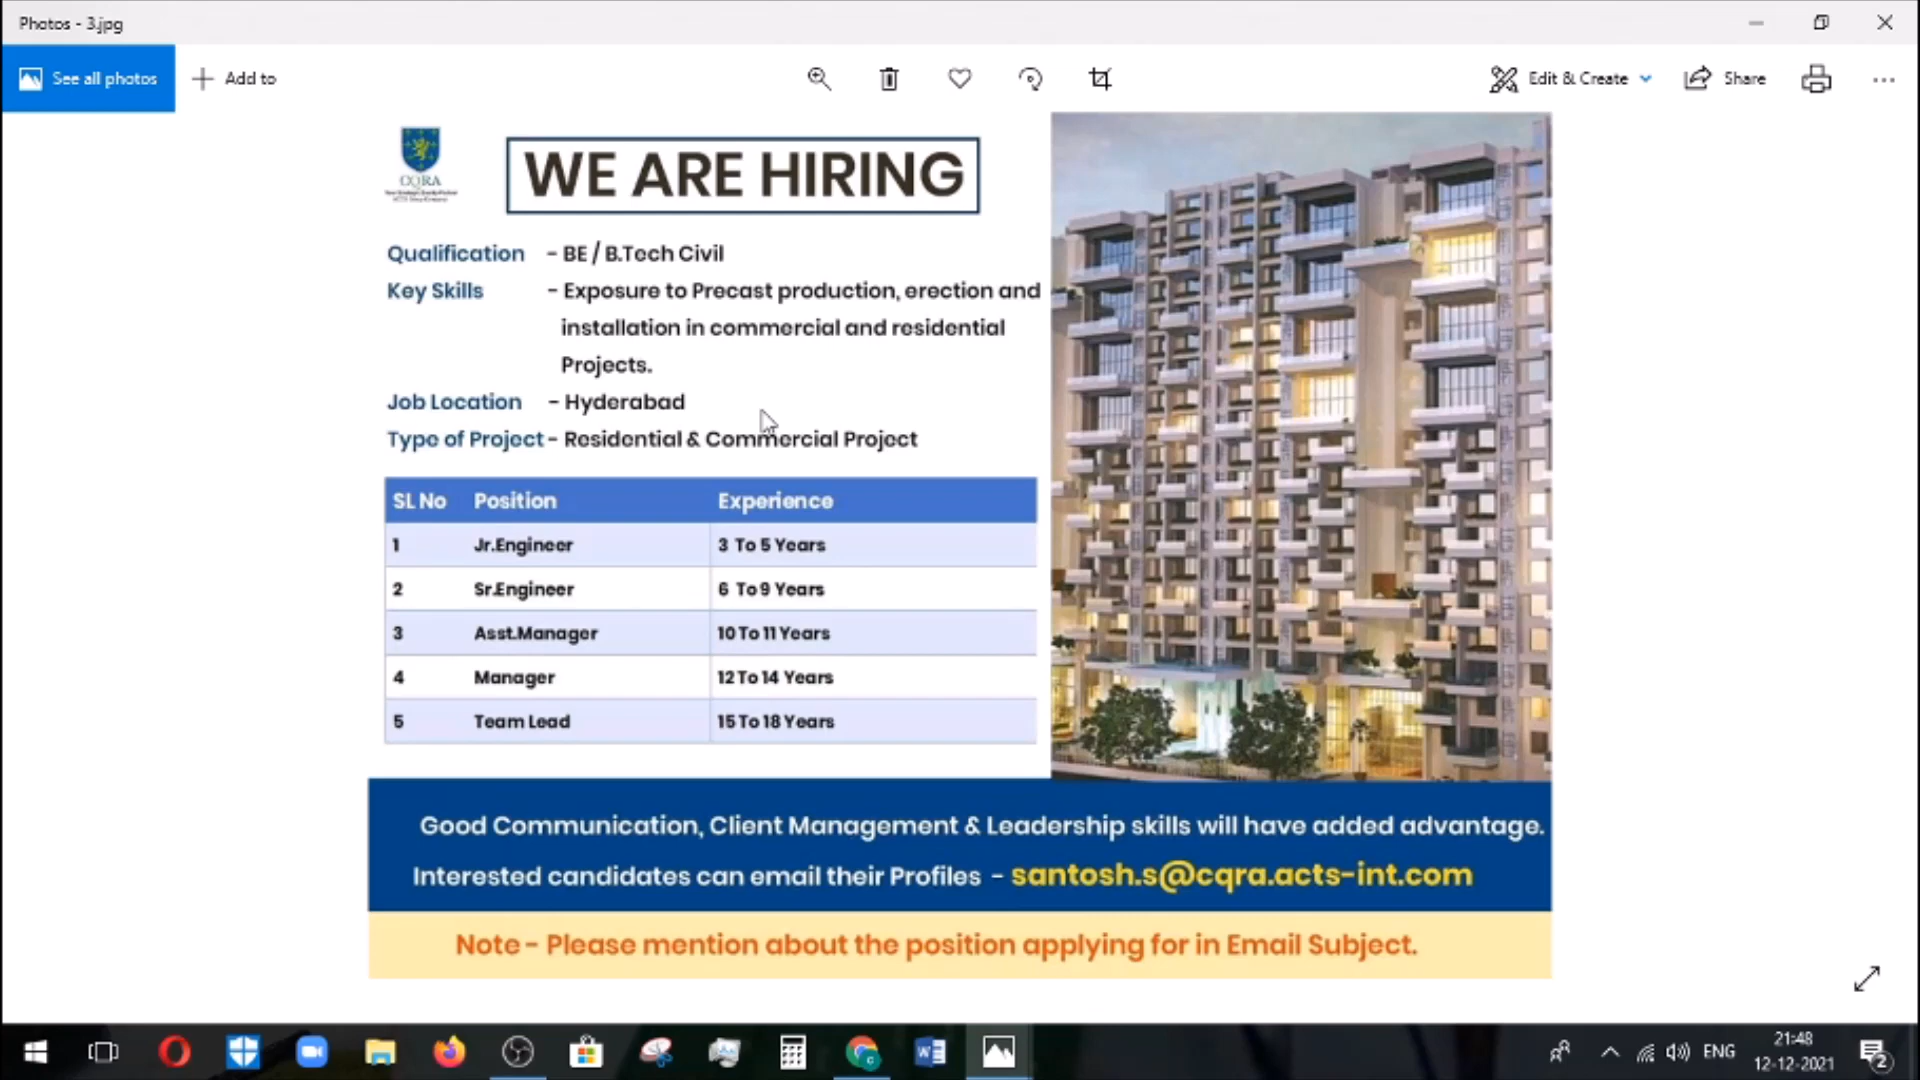 Photos - 3.jpg
See all photos
Add to
Edit & Create
Share
CQRA
WE ARE HIRING
Qualification - BE / B.Tech Civil
Key Skills - Exposure to Precast production, erection and
installation in commercial and residential
Projects.
Job Location - Hyderabad
Type of Project - Residential & Commercial Project
SL No Position Experience
1 Jr.Engineer 3 To 5 Years
2 Sr.Engineer 6 To 9 Years
3 Asst.Manager 10 To 11 Years
4 Manager 12 To 14 Years
5 Team Lead 15 To 18 Years
Good Communication, Client Management & Leadership skills will have added advantage.
Interested candidates can email their Profiles - santosh.s@cqra.acts-int.com
Note - Please mention about the position applying for in Email Subject.
ENG
21:48
12-12-2021
2